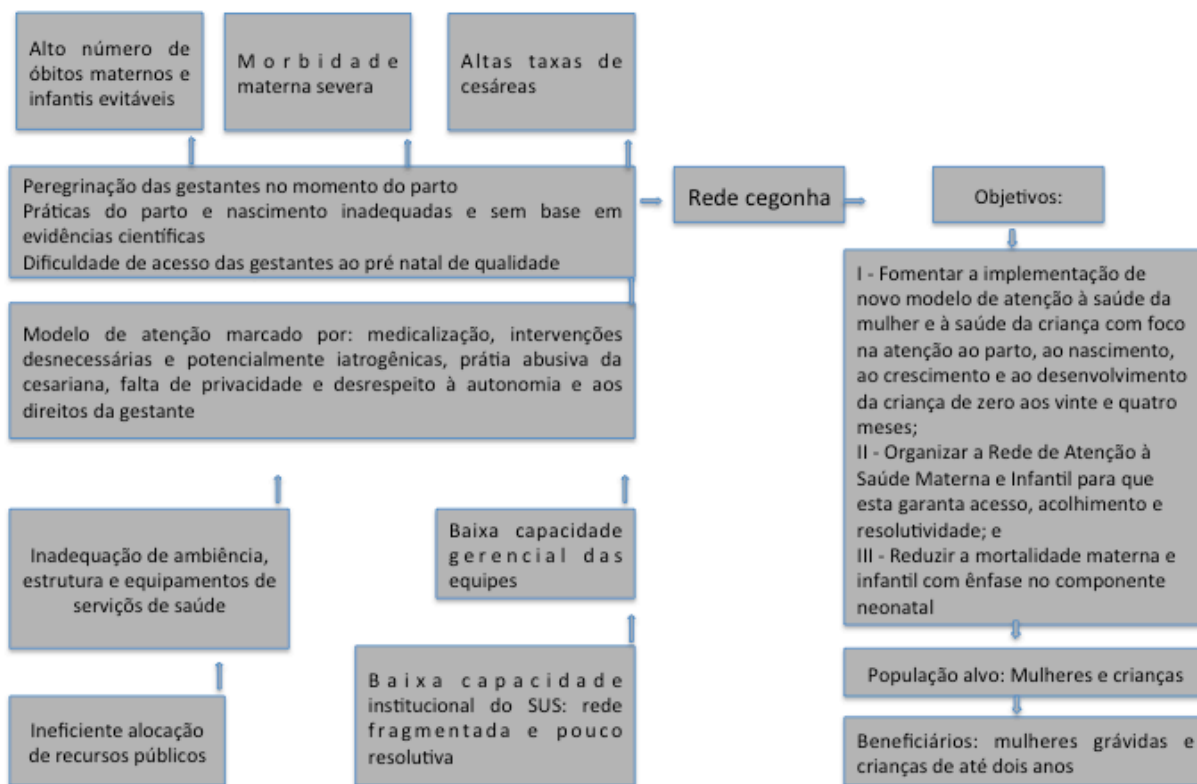 Alto número de
óbitos maternos e
infantis evitáveis
Morbidade
materna severa
Altas taxas de
cesáreas
Peregrinação das gestantes no momento do parto
Práticas do parto e nascimento inadequadas e sem base em
evidências científicas
Dificuldade de acesso das gestantes ao pré natal de qualidade
Rede cegonha
Objetivos:
Modelo de atenção marcado por: medicalização, intervenções
desnecessárias e potencialmente iatrogênicas, prátia abusiva da
cesariana, falta de privacidade e desrespeito à autonomia e aos
direitos da gestante
I - Fomentar a implementação de
novo modelo de atenção à saúde da
mulher e à saúde da criança com foco
na atenção ao parto, ao nascimento,
ao crescimento e ao desenvolvimento
da criança de zero aos vinte e quatro
meses;
II - Organizar a Rede de Atenção à
Saúde Materna e Infantil para que
esta garanta acesso, acolhimento e
resolutividade; e
III - Reduzir a mortalidade materna e
infantil com ênfase no componente
neonatal
Inadequação de ambiência,
estrutura e equipamentos de
serviçõs de saúde
Baixa capacidade
gerencial das
equipes
Ineficiente alocação
de recursos públicos
Baixa capacidade
institucional do SUS: rede
fragmentada e pouco
resolutiva
População alvo: Mulheres e crianças
Beneficiários: mulheres grávidas e
crianças de até dois anos